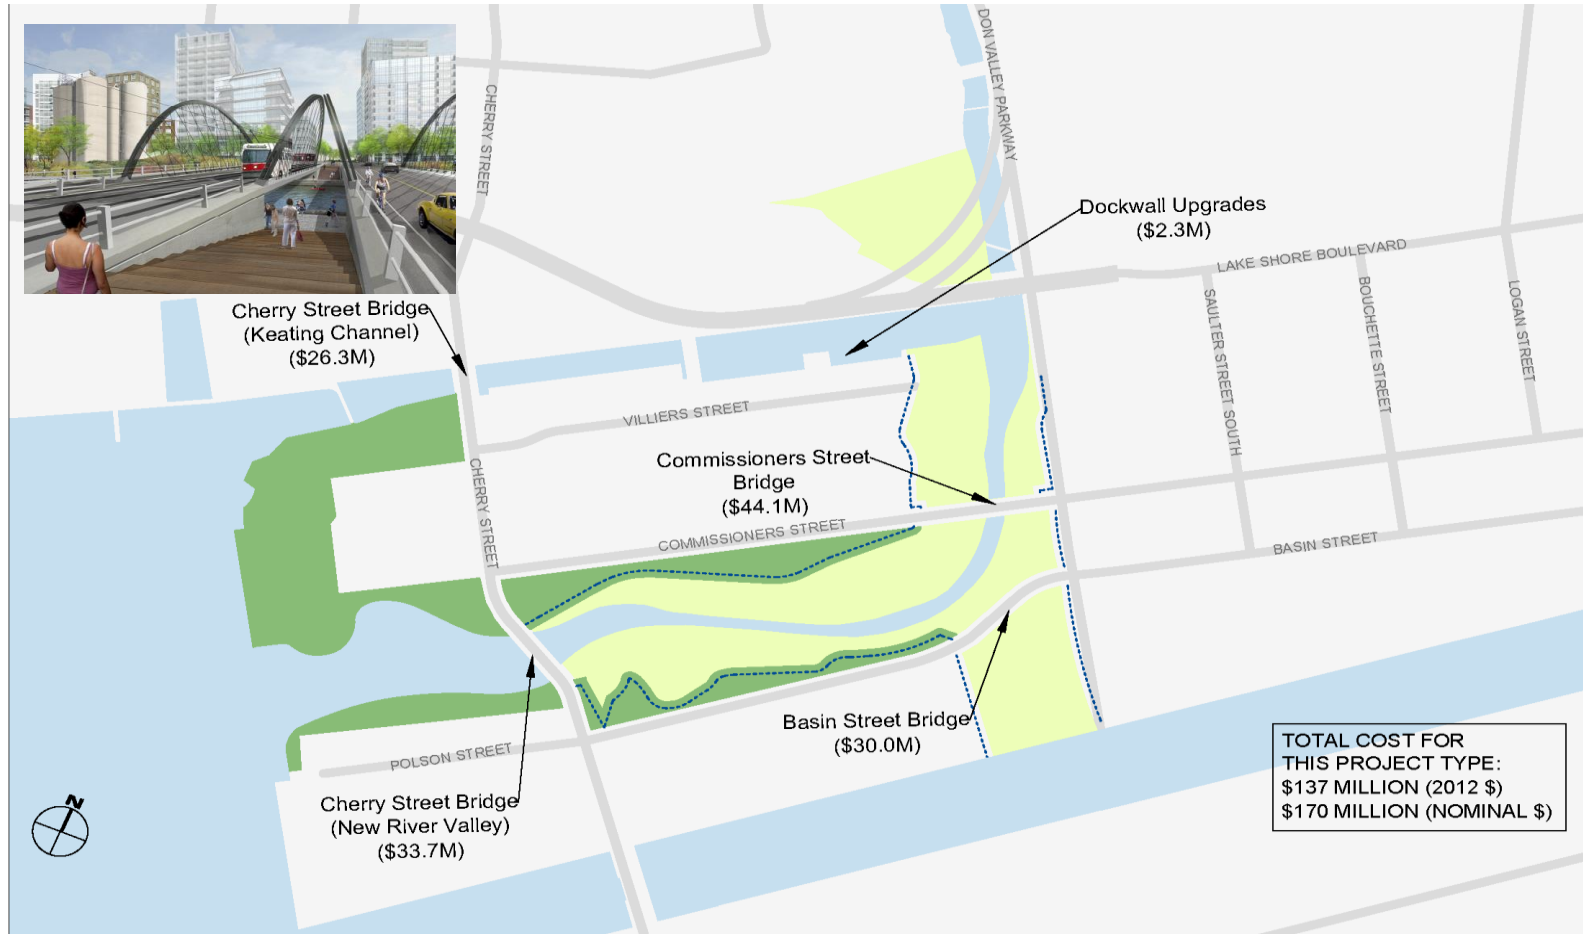 DON VALLEY PARKWAY
CHERRY STREET
Dockwall Upgrades
($2.3M)
LAKE SHORE BOULEVARD
Cherry Street Bridge
(Keating Channel)
($26.3M)
SAULTER STREET SOUTH
BOUCHETTE STREET
LOGAN STREET
VILLIERS STREET
Commissioners Street
Bridge
($44.1M)
CHERRY STREET
COMMISSIONERS STREET
BASIN STREET
Basin Street Bridge
($30.0M)
POLSON STREET
TOTAL COST FOR
THIS PROJECT TYPE:
$137 MILLION (2012 $)
$170 MILLION (NOMINAL $)
N
Cherry Street Bridge
(New River Valley)
($33.7M)